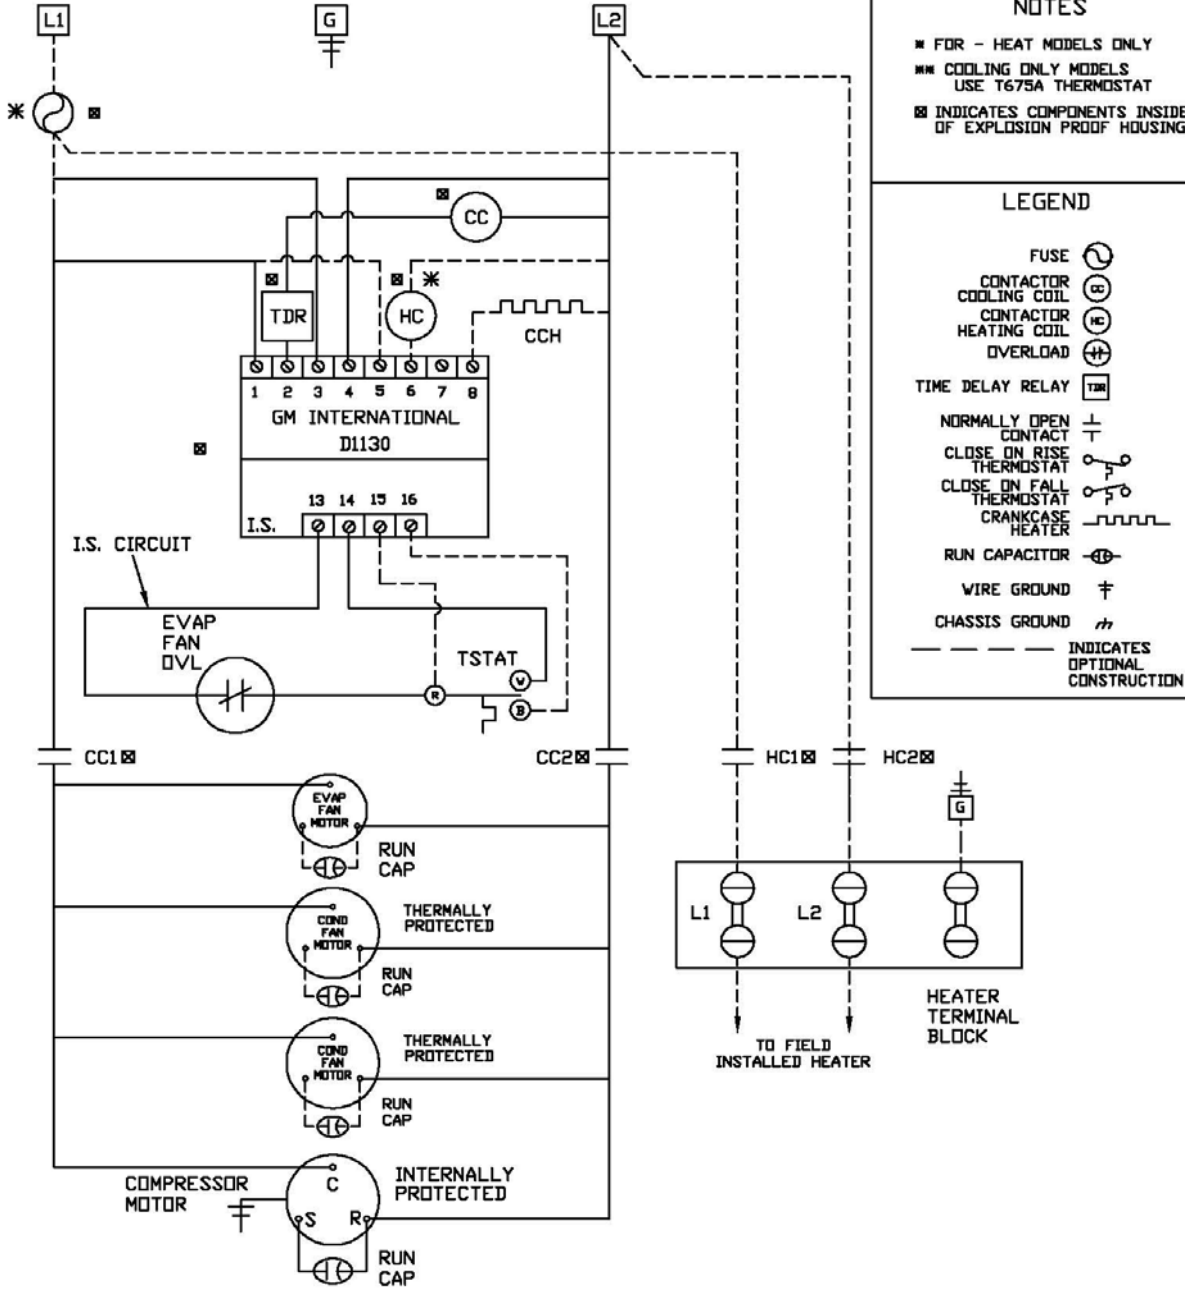 L1
G
L2
NOTES
* FOR - HEAT MODELS ONLY
** COOLING ONLY MODELS
USE T675A THERMOSTAT
INDICATES COMPONENTS INSIDE
OF EXPLOSION PROOF HOUSING
*
CC
*
TDR
HC
CCH
1 2 3 4 5 6 7 8
GM INTERNATIONAL
D1130
13 14 15 16
I.S.
I.S. CIRCUIT
EVAP
FAN
OVL
TSTAT
W
R
B
CC1
CC2
HC1
HC2
G
LEGEND
FUSE
CONTACTOR
COOLING COIL
CC
CONTACTOR
HEATING COIL
HC
OVERLOAD
TIME DELAY RELAY
TDR
NORMALLY OPEN
CONTACT
CLOSE ON RISE
THERMOSTAT
CLOSE ON FALL
THERMOSTAT
CRANKCASE
HEATER
RUN CAPACITOR
WIRE GROUND
CHASSIS GROUND
INDICATES
OPTIONAL
CONSTRUCTION
EVAP
FAN
MOTOR
RUN
CAP
COND
FAN
MOTOR
THERMALLY
PROTECTED
RUN
CAP
COND
FAN
MOTOR
THERMALLY
PROTECTED
RUN
CAP
COMPRESSOR
MOTOR
C
S
R
INTERNALLY
PROTECTED
RUN
CAP
L1
L2
HEATER
TERMINAL
BLOCK
TO FIELD
INSTALLED HEATER